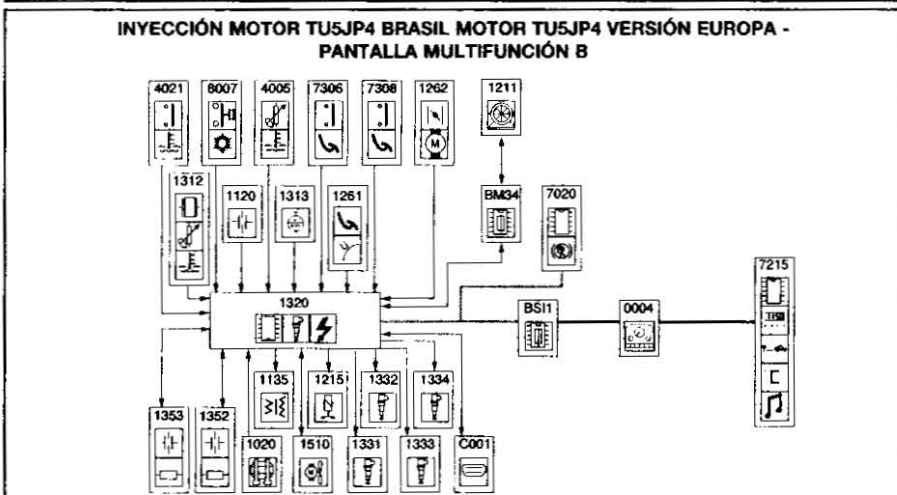 INYECCIÓN MOTOR TU5JP4 BRASIL MOTOR TU5JP4 VERSIÓN EUROPA -
PANTALLA MULTIFUNCIÓN B
4021 8007 4005 7306 7308 1262 1211
1312 1120 1313 1261 BM34 7020
7215
1320 BSI1 0004
1135 1215 1332 1334
1353 1352 1020 1510 1331 1333 C001